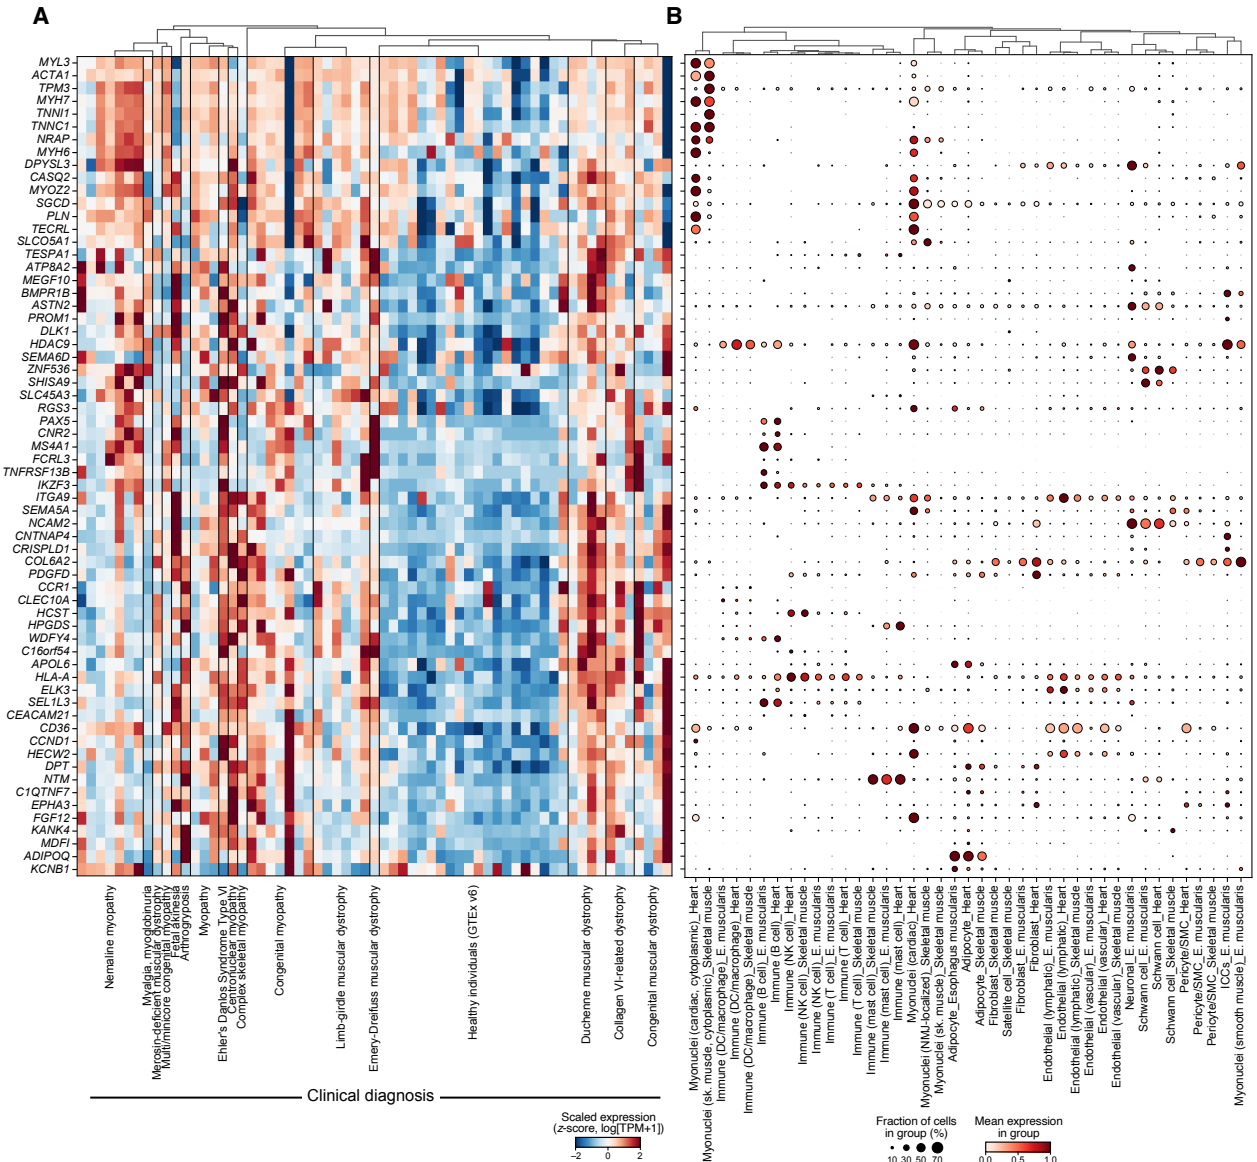 A
B
MYL3
ACTA1
TPM3
MYH7
TNNI1
TNNC1
NRAP
MYH6
DPYSL3
CASQ2
MYOZ2
SGCD
PLN
TECRL
SLCO5A1
TESPA1
ATP8A2
MEGF10
BMPR1B
ASTN2
PROM1
DLK1
HDAC9
SEMA6D
ZNF536
SHISA9
SLC45A3
RGS3
PAX5
CNR2
MS4A1
FCRL3
TNFRSF13B
IKZF3
ITGA9
SEMA5A
NCAM2
CNTNAP4
CRISPLD1
COL6A2
PDGFD
CCR1
CLEC10A
HCST
HPGDS
WDFY4
C16orf54
APOL6
HLA-A
ELK3
SEL1L3
CEACAM21
CD36
CCND1
HECW2
DPT
NTM
C1QTNF7
EPHA3
FGF12
KANK4
MDFI
ADIPOQ
KCNB1
Nemaline myopathy
Myalgia, myoglobinuria
Merosin-deficient muscular dystrophy
Multi/minicore congenital myopathy
Fetal akinesia
Arthrogryposis
Myopathy
Ehler's Danlos Syndrome Type VI
Centronuclear myopathy
Complex skeletal myopathy
Congenital myopathy
Limb-girdle muscular dystrophy
Emery-Dreifuss muscular dystrophy
Healthy individuals (GTEx v6)
Duchenne muscular dystrophy
Collagen VI-related dystrophy
Congenital muscular dystrophy
Clinical diagnosis
Scaled expression
(z-score, log[TPM+1])
−2 0 2
Myonuclei (cardiac, cytoplasmic)_Heart
Myonuclei (sk. muscle, cytoplasmic)_Skeletal muscle
Immune (DC/macrophage)_E. muscularis
Immune (DC/macrophage)_Heart
Immune (DC/macrophage)_Skeletal muscle
Immune (B cell)_E. muscularis
Immune (B cell)_Heart
Immune (NK cell)_Heart
Immune (NK cell)_Skeletal muscle
Immune (NK cell)_E. muscularis
Immune (T cell)_E. muscularis
Immune (T cell)_Heart
Immune (T cell)_Skeletal muscle
Immune (mast cell)_Skeletal muscle
Immune (mast cell)_E. muscularis
Immune (mast cell)_Heart
Myonuclei (cardiac)_Heart
Myonuclei (NMJ-localized)_Skeletal muscle
Myonuclei (sk. muscle)_Skeletal muscle
Adipocyte_Esophagus muscularis
Adipocyte_Heart
Adipocyte_Skeletal muscle
Fibroblast_Skeletal muscle
Satellite cell_Skeletal muscle
Fibroblast_E. muscularis
Fibroblast_Heart
Endothelial (lymphatic)_E. muscularis
Endothelial (lymphatic)_Heart
Endothelial (lymphatic)_Skeletal muscle
Endothelial (vascular)_E. muscularis
Endothelial (vascular)_Heart
Endothelial (vascular)_Skeletal muscle
Neuronal_E. muscularis
Schwann cell_E. muscularis
Schwann cell_Heart
Schwann cell_Skeletal muscle
Pericyte/SMC_Heart
Pericyte/SMC_E. muscularis
Pericyte/SMC_Skeletal muscle
ICCs_E. muscularis
Myonuclei (smooth muscle)_E. muscularis
Fraction of cells
in group (%)
10 30 50 70
Mean expression
in group
0.0 0.5 1.0